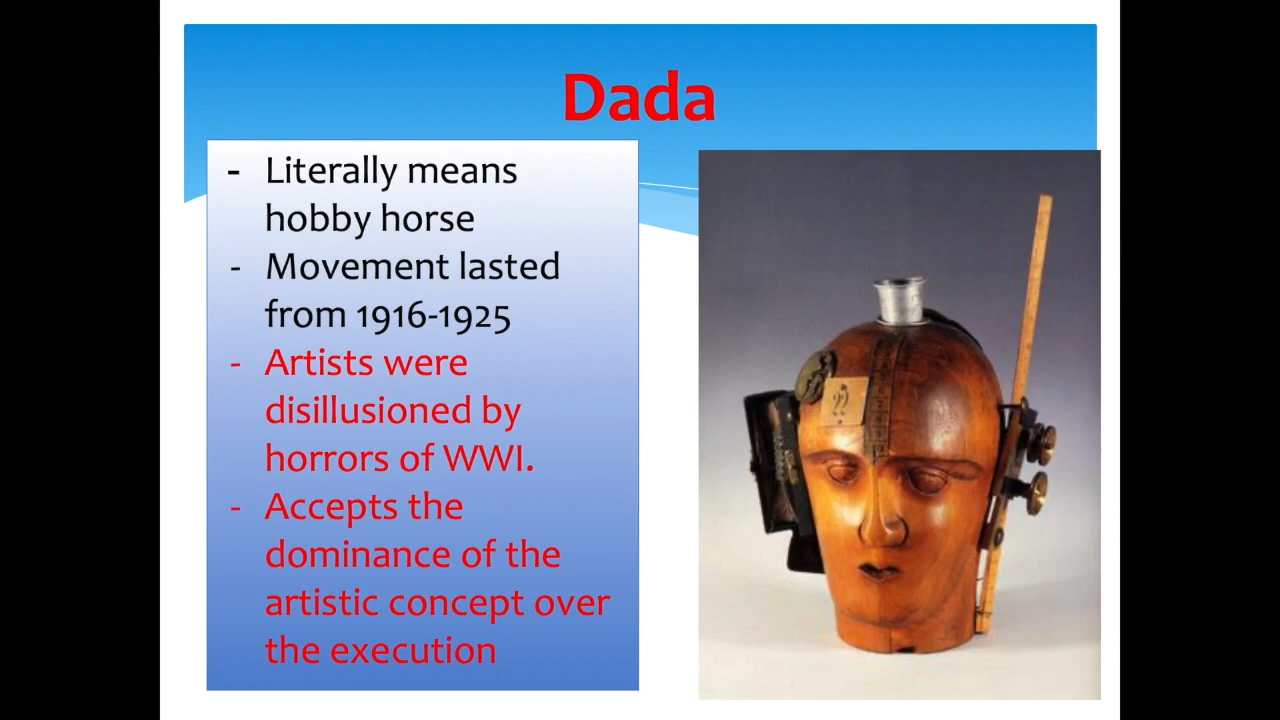 Dada
- Literally means
hobby horse
- Movement lasted
from 1916-1925
- Artists were
disillusioned by
horrors of WWI.
- Accepts the
dominance of the
artistic concept over
the execution
22